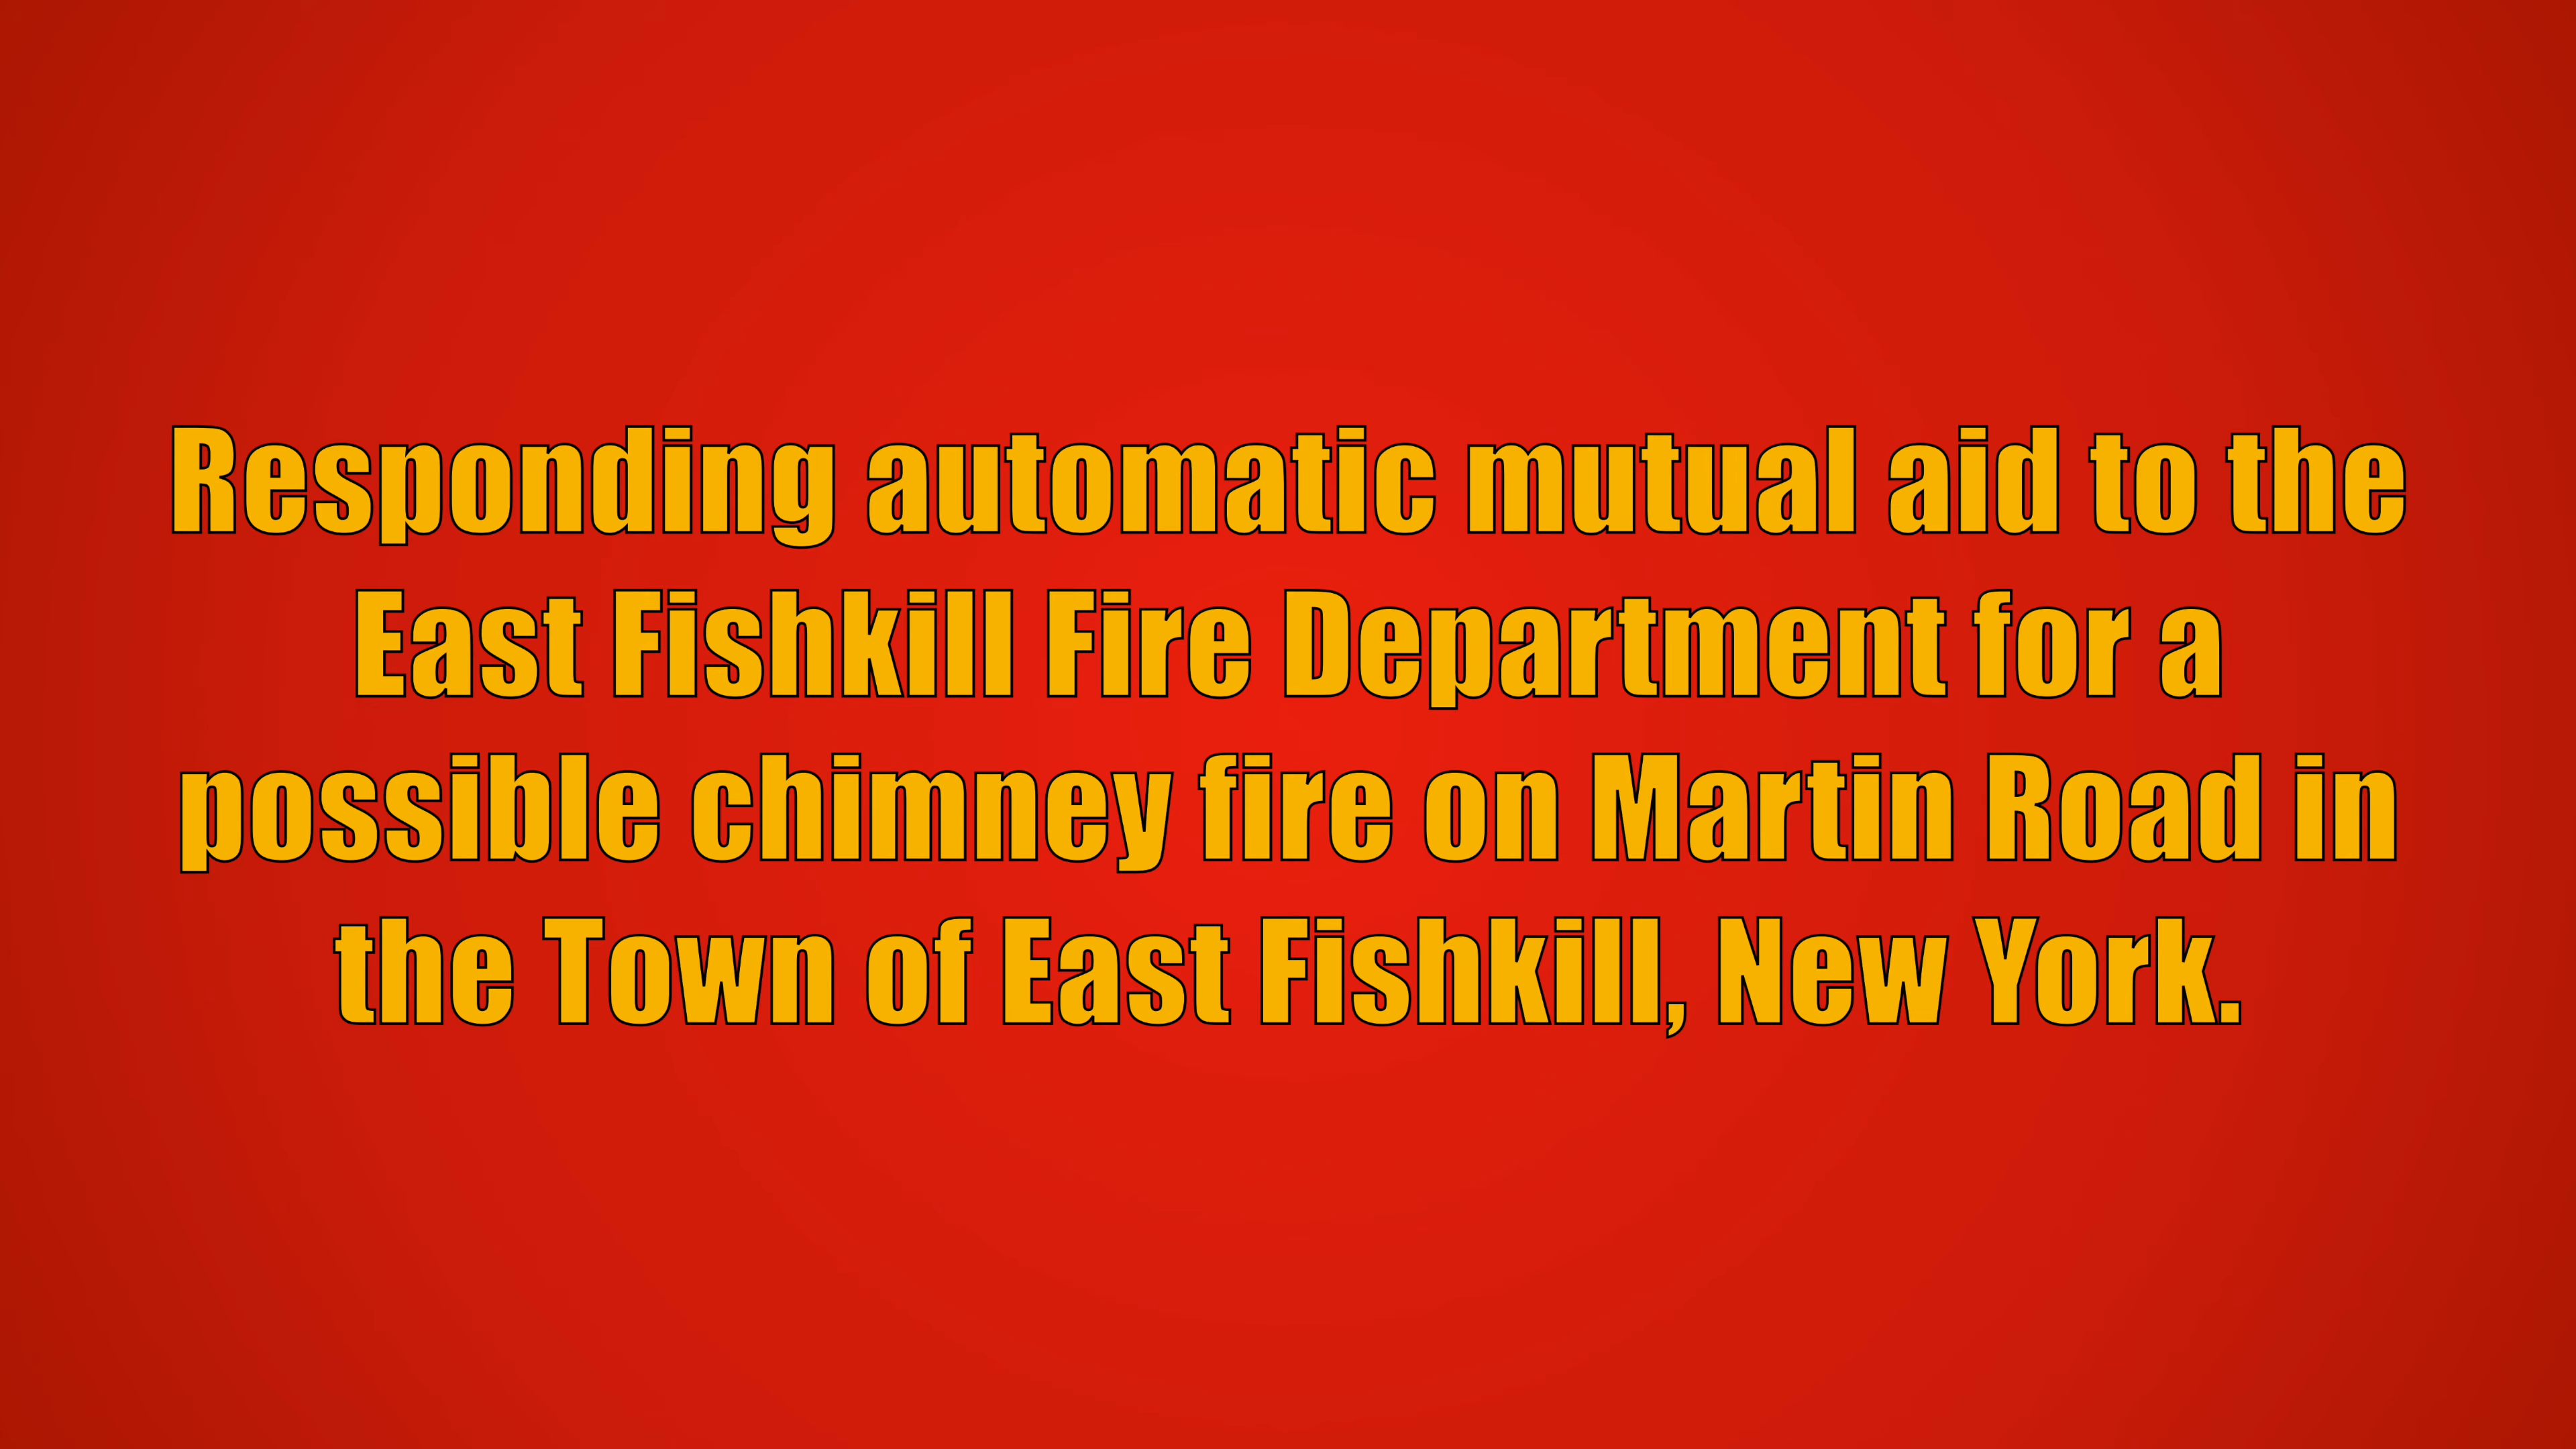 Responding automatic mutual aid to the
East Fishkill Fire Department for a
possible chimney fire on Martin Road in
the Town of East Fishkill, New York.